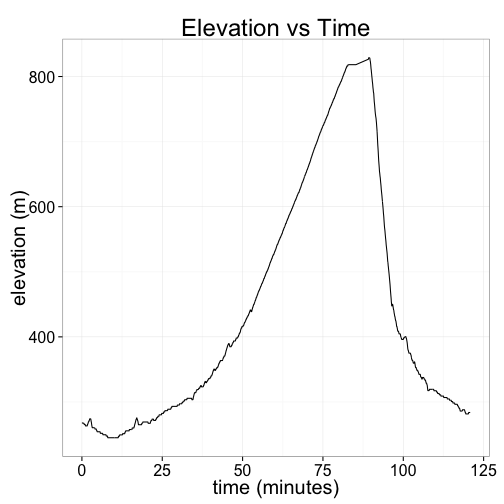 Elevation vs Time
elevation (m)
800
600
400
0 25 50 75 100 125
time (minutes)